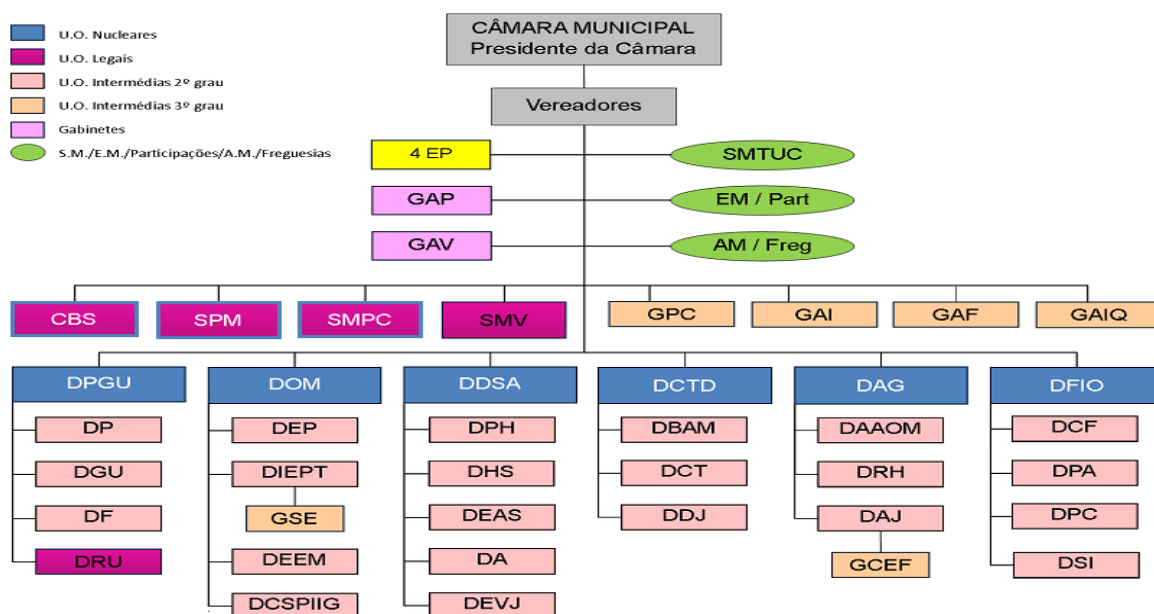 CÂMARA MUNICIPAL
Presidente da Câmara
Vereadores
U.O. Nucleares
U.O. Legais
U.O. Intermédias 2º grau
U.O. Intermédias 3º grau
Gabinetes
S.M./E.M./Participações/A.M./Freguesias
4 EP
SMTUC
GAP
EM / Part
GAV
AM / Freg
CBS
SPM
SMPC
SMV
GPC
GAI
GAF
GAIQ
DPGU
DOM
DDSA
DCTD
DAG
DFIO
DP
DGU
DF
DRU
DEP
DIEPT
GSE
DEEM
DCSPIIG
DPH
DHS
DEAS
DA
DEVJ
DBAM
DCT
DDJ
DAAOM
DRH
DAJ
GCEF
DCF
DPA
DPC
DSI